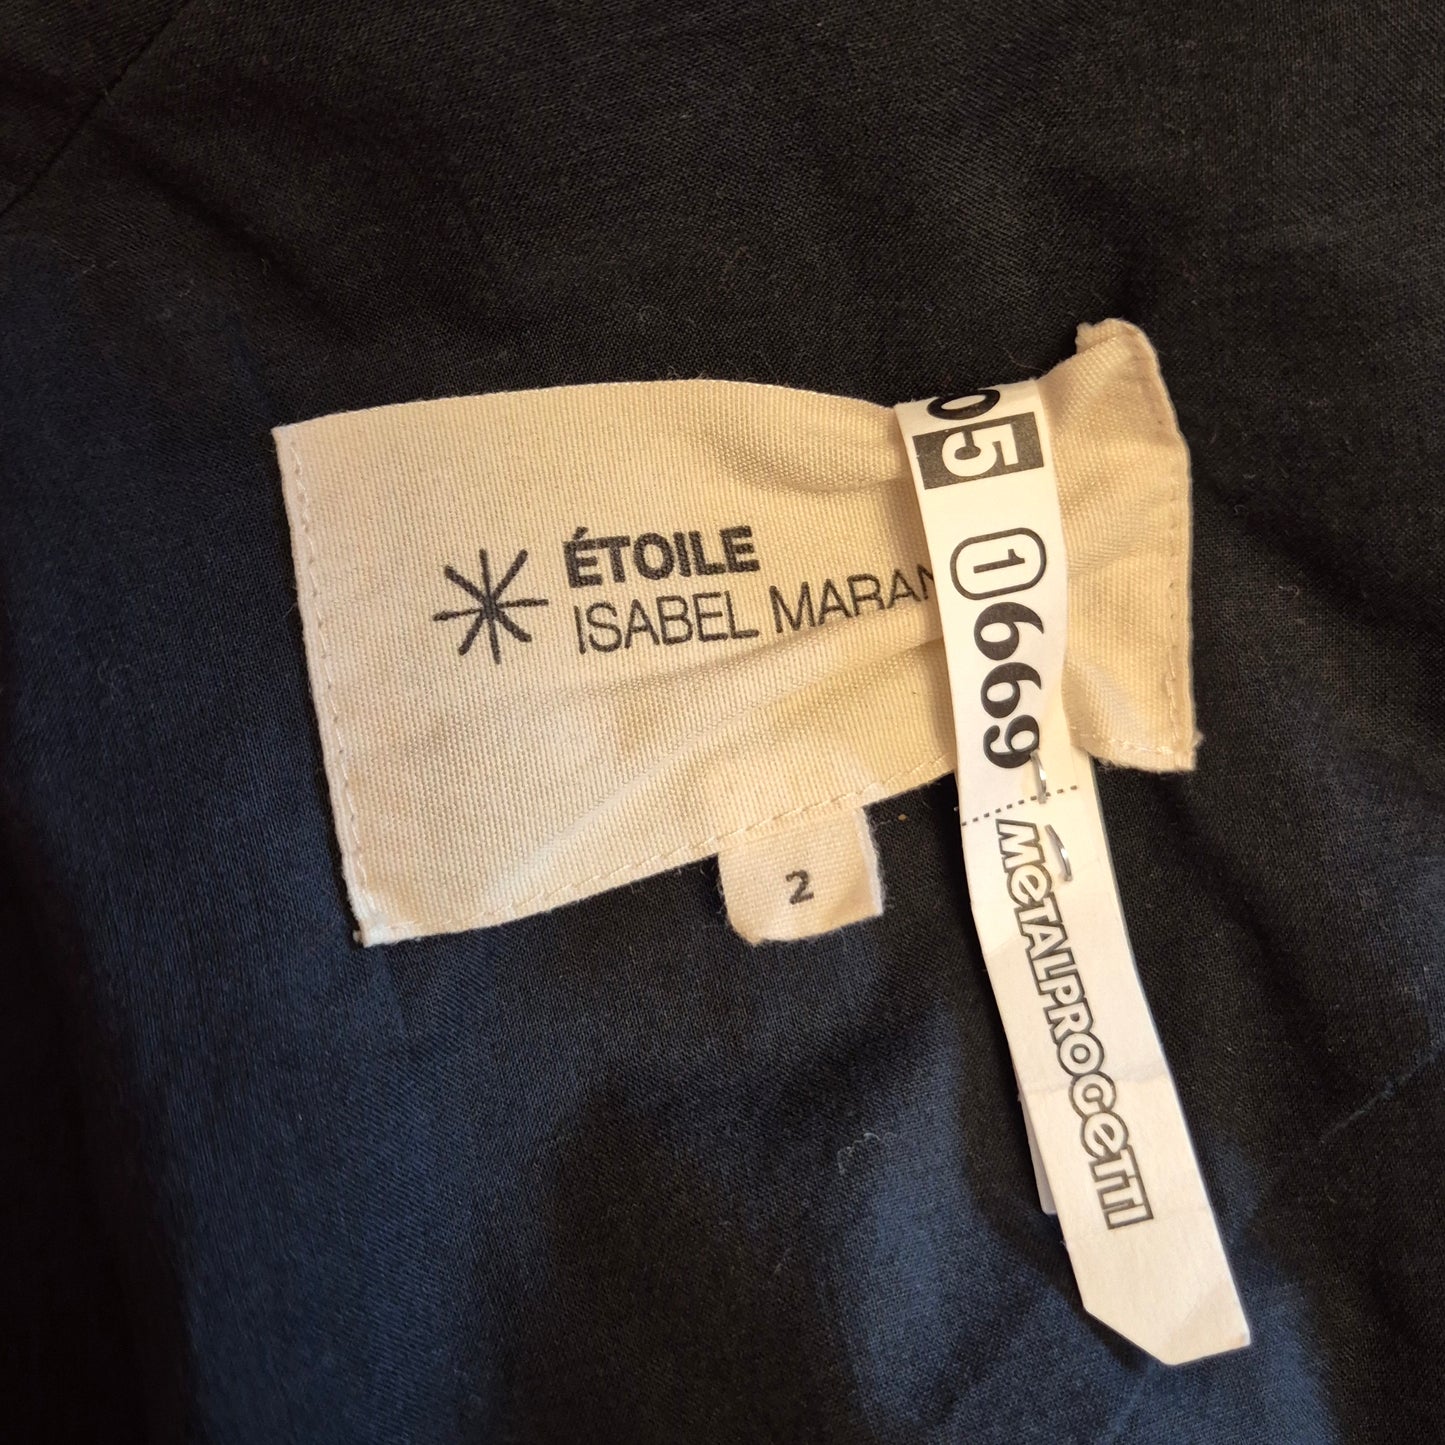 ÉTOILE
ISABEL MARAN
2
05 1 669
METALPROGETTI